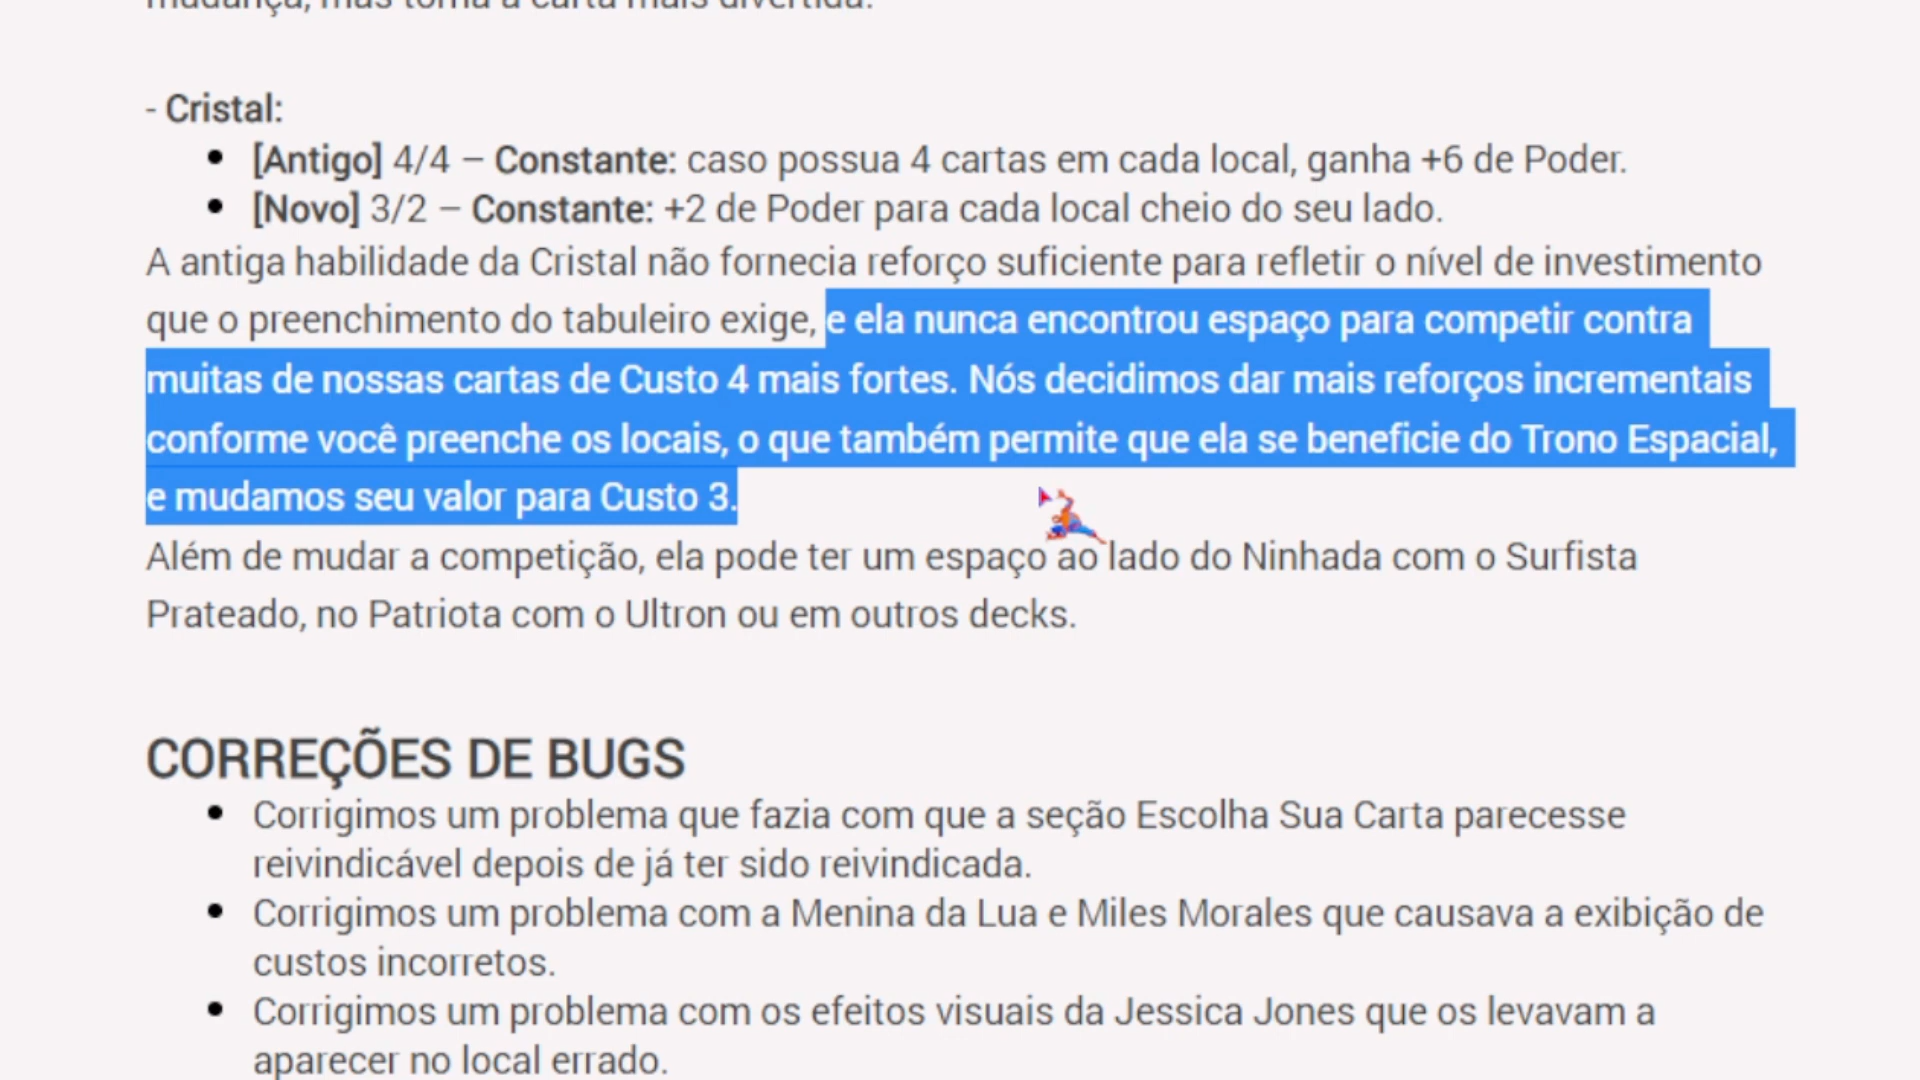 mudança, mas torna a carta mais divertida.
- Cristal:
[Antigo] 4/4 – Constante: caso possua 4 cartas em cada local, ganha +6 de Poder.
[Novo] 3/2 – Constante: +2 de Poder para cada local cheio do seu lado.
A antiga habilidade da Cristal não fornecia reforço suficiente para refletir o nível de investimento
que o preenchimento do tabuleiro exige, e ela nunca encontrou espaço para competir contra
muitas de nossas cartas de Custo 4 mais fortes. Nós decidimos dar mais reforços incrementais
conforme você preenche os locais, o que também permite que ela se beneficie do Trono Espacial,
e mudamos seu valor para Custo 3.
Além de mudar a competição, ela pode ter um espaço ao lado do Ninhada com o Surfista
Prateado, no Patriota com o Ultron ou em outros decks.
CORREÇÕES DE BUGS
Corrigimos um problema que fazia com que a seção Escolha Sua Carta parecesse
reivindicável depois de já ter sido reivindicada.
Corrigimos um problema com a Menina da Lua e Miles Morales que causava a exibição de
custos incorretos.
Corrigimos um problema com os efeitos visuais da Jessica Jones que os levavam a
aparecer no local errado.